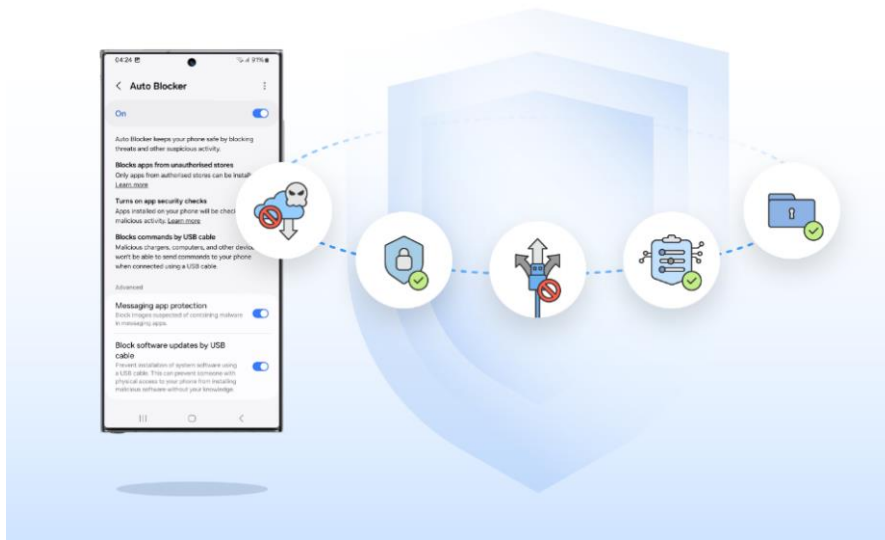 04:24
91%
Auto Blocker
On
Auto Blocker keeps your phone safe by blocking
threats and other suspicious activity.
Blocks apps from unauthorised stores
Only apps from authorised stores can be
Learn more
Turns on app security checks
Apps installed on your phone will be
malicious activity. Learn more
Blocks commands by USB cable
Malicious chargers, computers, and other
won't be able to send commands to your phone
when connected using a USB cable.
Advanced
Messaging app protection
Block images suspected of containing malware
in messaging apps.
Block software updates by USB
cable
Prevent installation of system software using
a USB cable. This can prevent someone with
physical access to your phone from installing
malicious software without your knowledge.